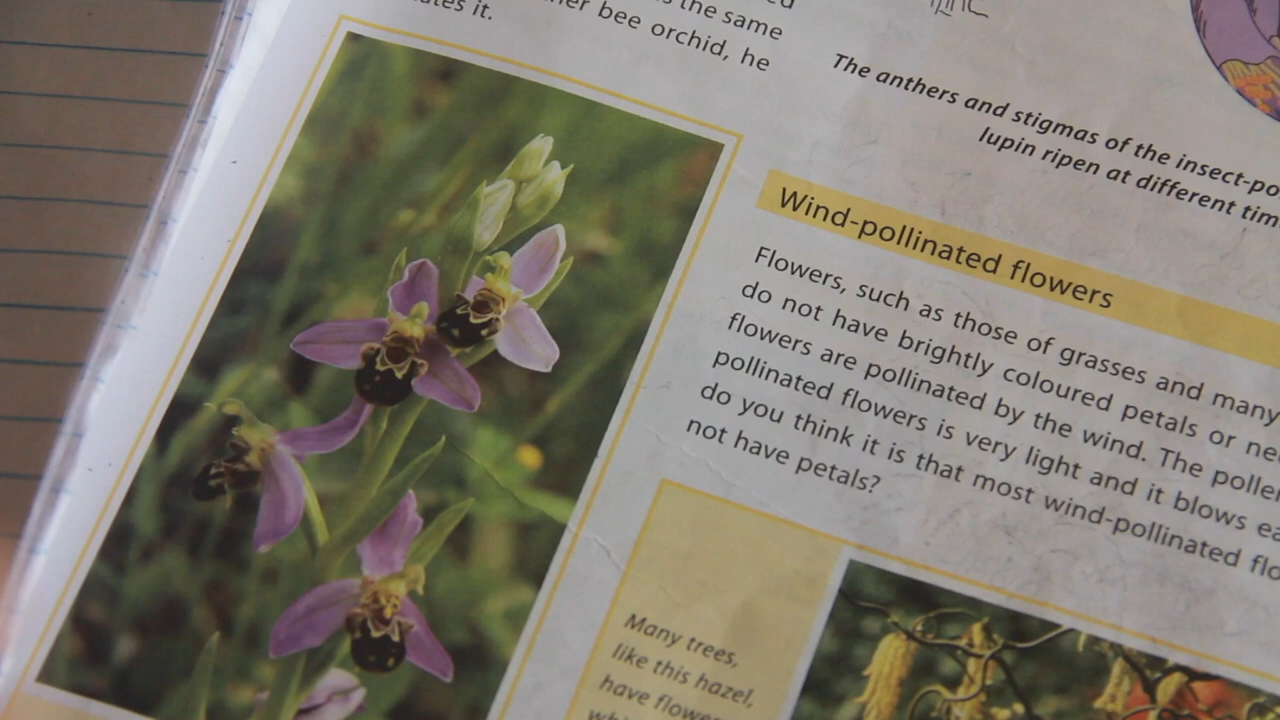 s the same
her bee orchid, he
ates it.
The anthers and stigmas of the insect-po
lupin ripen at different tim
Wind-pollinated flowers
Flowers, such as those of grasses and many
do not have brightly coloured petals or ne
flowers are pollinated by the wind. The pollen
pollinated flowers is very light and it blows ea
do you think it is that most wind-pollinated flo
not have petals?
Many trees,
like this hazel,
have flowe